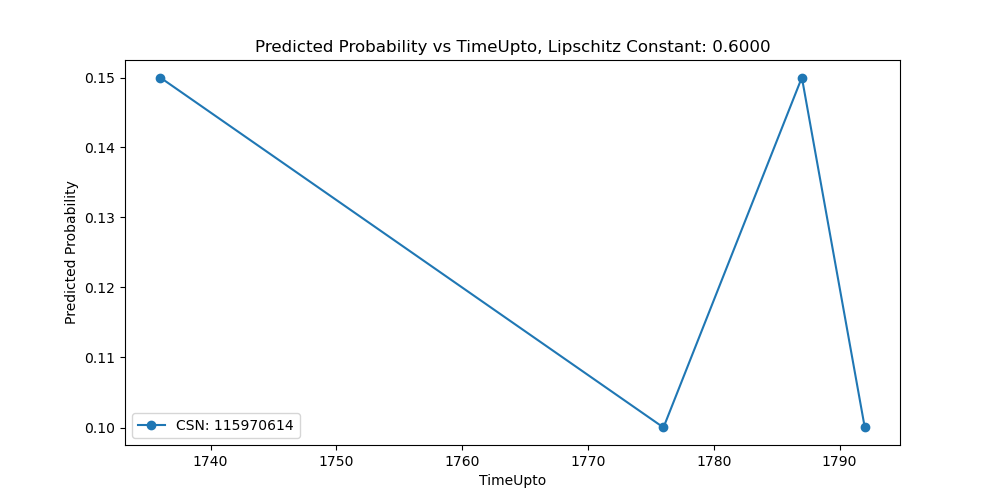 Predicted Probability vs TimeUpto, Lipschitz Constant: 0.6000
0.15
0.14
0.13
0.12
0.11
0.10
Predicted Probability
CSN: 115970614
1740 1750 1760 1770 1780 1790
TimeUpto